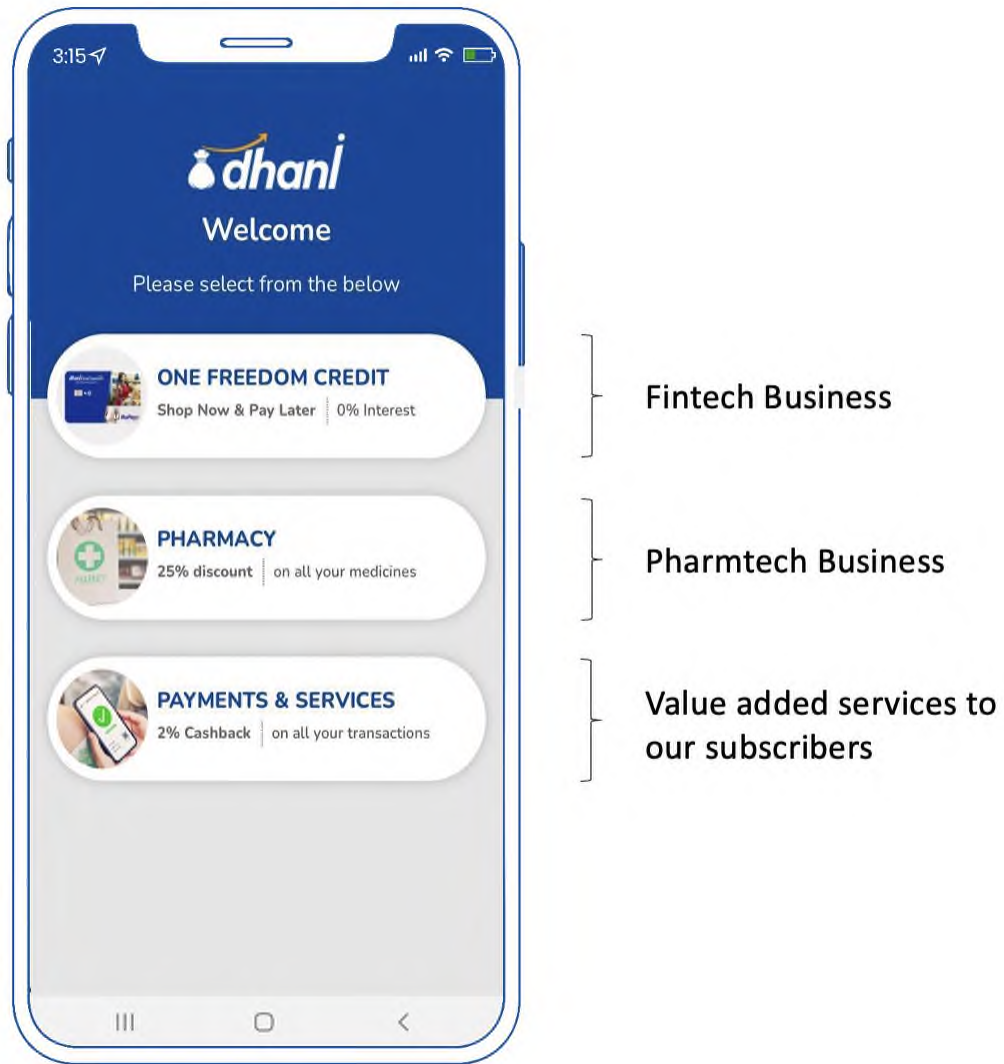 3:15
dhani
Welcome
Please select from the below
ONE FREEDOM CREDIT
Shop Now & Pay Later 0% Interest
Fintech Business
PHARMACY
25% discount on all your medicines
Pharmtech Business
PAYMENTS & SERVICES
2% Cashback on all your transactions
Value added services to
our subscribers